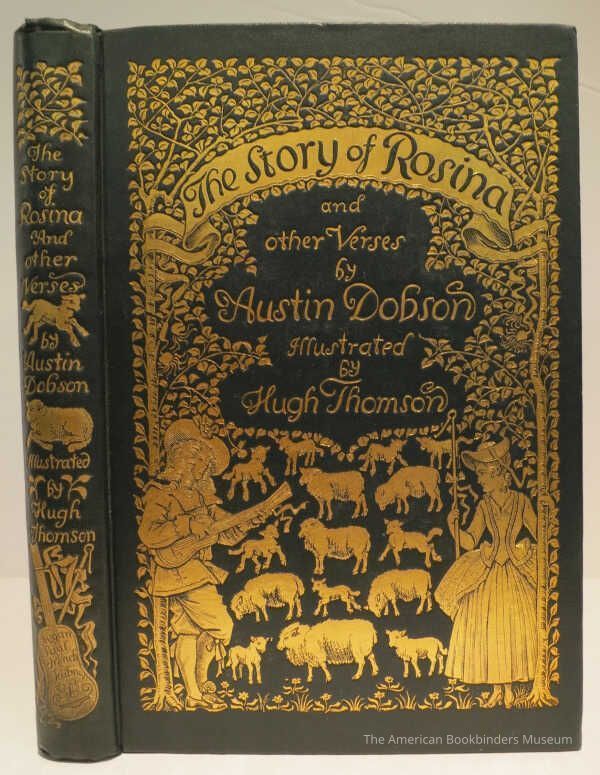 The
Story
of
Rosina
And
other
Verses
by
Austin
Dobson
Illustrated
by
Hugh
Thomson
The Story of Rosina
and
other Verses
by
Austin Dobson
Illustrated
by
Hugh Thomson
The American Bookbinders Museum